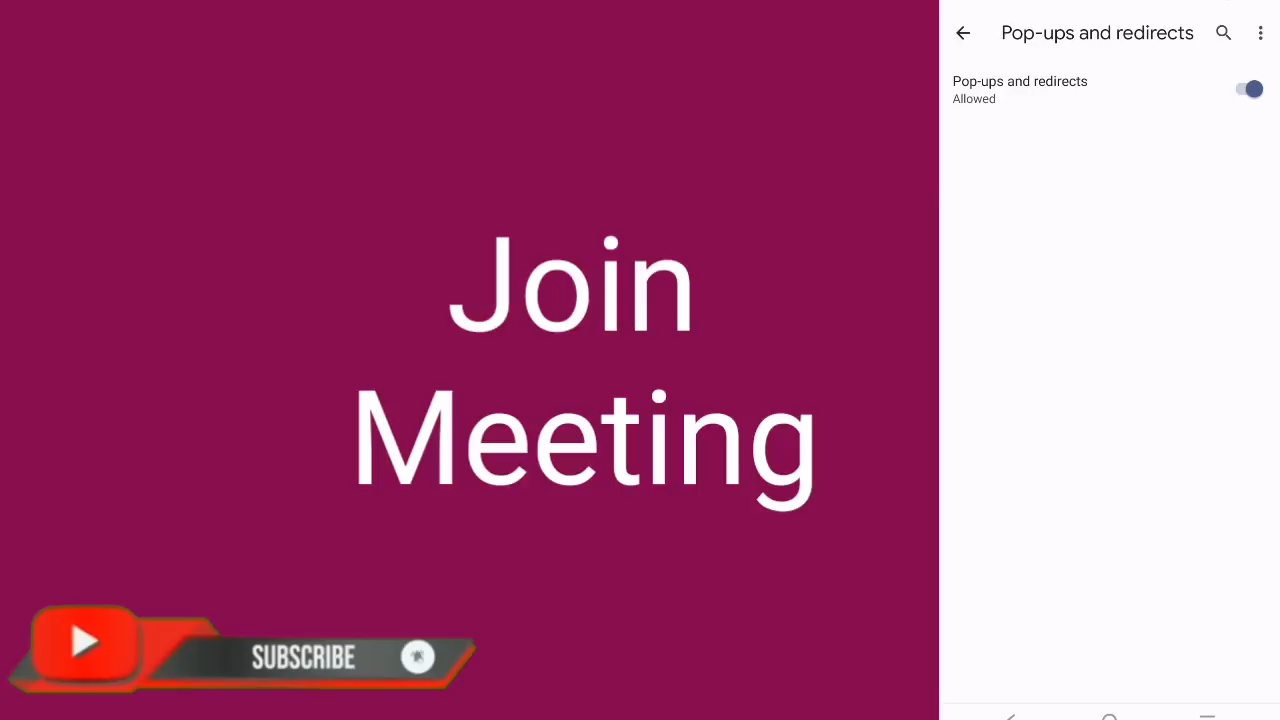 Join
Meeting
SUBSCRIBE
Pop-ups and redirects
Pop-ups and redirects
Allowed